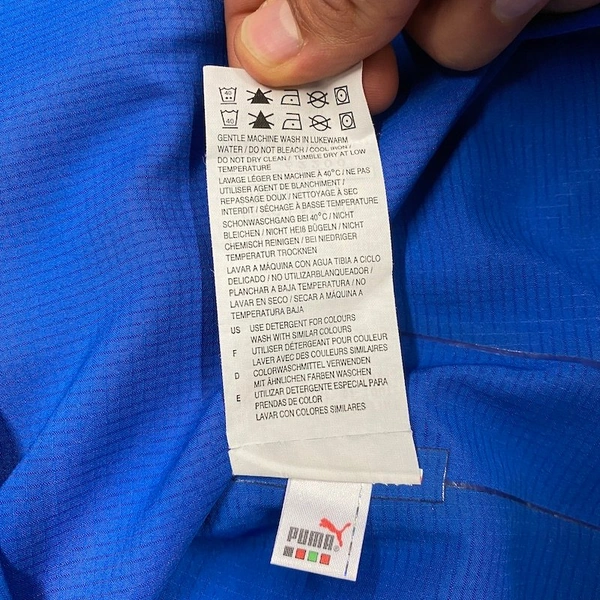 40
40
GENTLE MACHINE WASH IN LUKEWARM
WATER / DO NOT BLEACH / COOL IRON /
DO NOT DRY CLEAN / TUMBLE DRY AT LOW
TEMPERATURE
LAVAGE LÉGER EN MACHINE À 40°C / NE PAS
UTILISER AGENT DE BLANCHIMENT /
REPASSAGE DOUX / NETTOYAGE À SEC
INTERDIT / SÉCHAGE À BASSE TEMPERATURE
SCHONWASCHGANG BEI 40°C / NICHT
BLEICHEN / NICHT HEIß BÜGELN / NICHT
CHEMISCH REINIGEN / BEI NIEDRIGER
TEMPERATUR TROCKNEN
LAVAR A MÁQUINA CON AGUA TIBIA A CICLO
DELICADO / NO UTILIZARBLANQUEADOR /
PLANCHAR A BAJA TEMPERATURA / NO
LAVAR EN SECO / SECAR A MÁQUINA A
TEMPERATURA BAJA
US USE DETERGENT FOR COLOURS
WASH WITH SIMILAR COLOURS
F UTILISER DÉTERGEANT POUR COULEUR
LAVER AVEC DES COULEURS SIMILAIRES
D COLORWASCHMITTEL VERWENDEN
MIT ÄHNLICHEN FARBEN WASCHEN
E UTILIZAR DETERGENTE ESPECIAL PARA
PRENDAS DE COLOR
LAVAR CON COLORES SIMILARES
PUMA